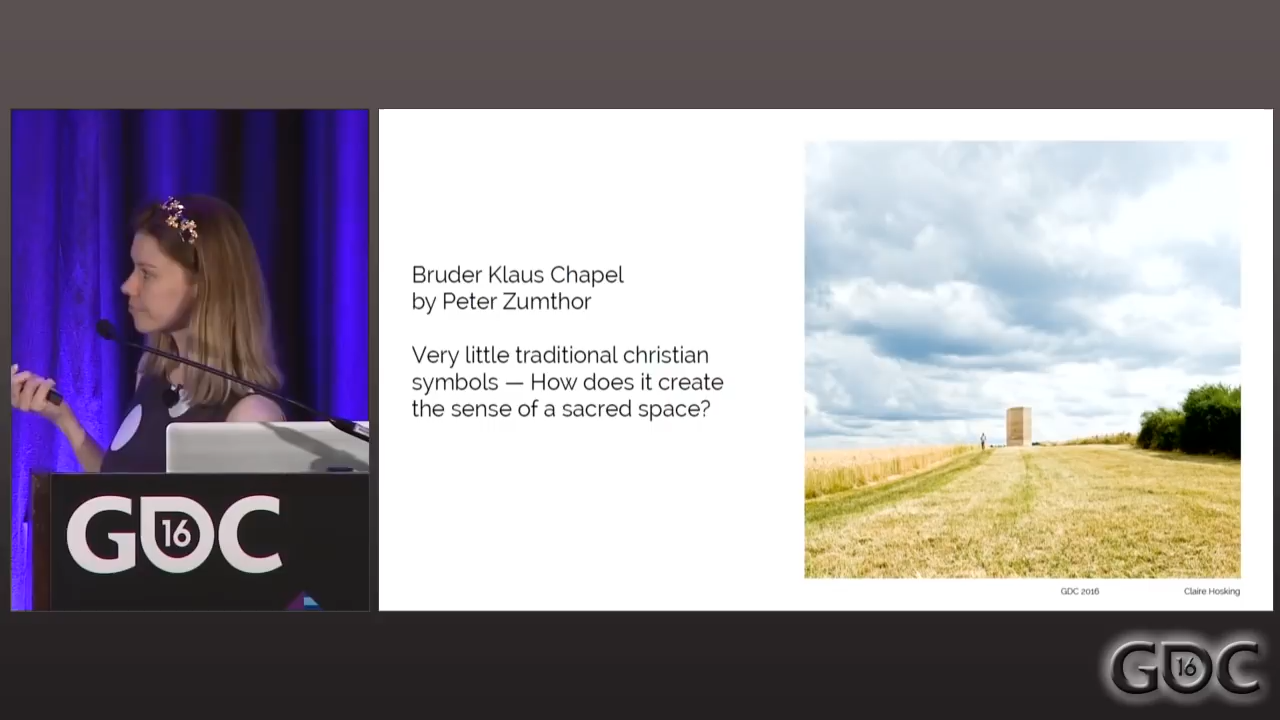 Bruder Klaus Chapel
by Peter Zumthor
Very little traditional christian
symbols — How does it create
the sense of a sacred space?
GDC 2016
Claire Hosking
GDC 16
GDC 16